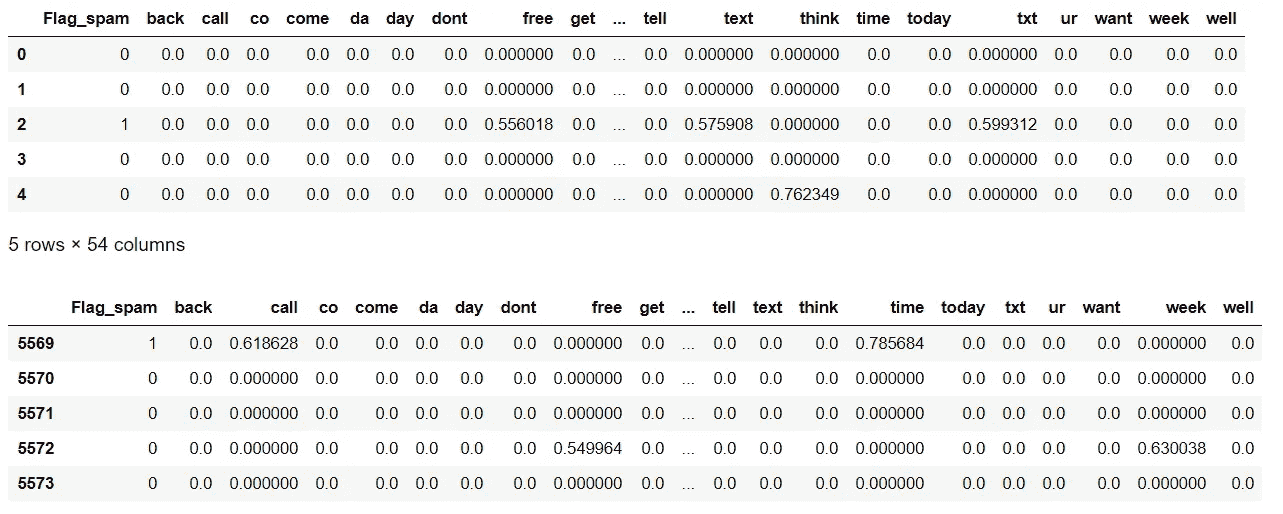 Flag_spam back call co come da day dont free get ... tell text think time today txt ur want week well
0 0 0.0 0.0 0.0 0.0 0.0 0.0 0.0 0.000000 0.0 ... 0.0 0.000000 0.000000 0.0 0.0 0.000000 0.0 0.0 0.0 0.0
1 0 0.0 0.0 0.0 0.0 0.0 0.0 0.0 0.000000 0.0 ... 0.0 0.000000 0.000000 0.0 0.0 0.000000 0.0 0.0 0.0 0.0
2 1 0.0 0.0 0.0 0.0 0.0 0.0 0.0 0.556018 0.0 ... 0.0 0.575908 0.000000 0.0 0.0 0.599312 0.0 0.0 0.0 0.0
3 0 0.0 0.0 0.0 0.0 0.0 0.0 0.0 0.000000 0.0 ... 0.0 0.000000 0.000000 0.0 0.0 0.000000 0.0 0.0 0.0 0.0
4 0 0.0 0.0 0.0 0.0 0.0 0.0 0.0 0.000000 0.0 ... 0.0 0.000000 0.762349 0.0 0.0 0.000000 0.0 0.0 0.0 0.0
5 rows × 54 columns
Flag_spam back call co come da day dont free get ... tell text think time today txt ur want week well
5569 1 0.0 0.618628 0.0 0.0 0.0 0.0 0.0 0.000000 0.0 ... 0.0 0.0 0.0 0.785684 0.0 0.0 0.0 0.0 0.000000 0.0
5570 0 0.0 0.000000 0.0 0.0 0.0 0.0 0.0 0.000000 0.0 ... 0.0 0.0 0.0 0.000000 0.0 0.0 0.0 0.0 0.000000 0.0
5571 0 0.0 0.000000 0.0 0.0 0.0 0.0 0.0 0.000000 0.0 ... 0.0 0.0 0.0 0.000000 0.0 0.0 0.0 0.0 0.000000 0.0
5572 0 0.0 0.000000 0.0 0.0 0.0 0.0 0.0 0.549964 0.0 ... 0.0 0.0 0.0 0.000000 0.0 0.0 0.0 0.0 0.630038 0.0
5573 0 0.0 0.000000 0.0 0.0 0.0 0.0 0.0 0.000000 0.0 ... 0.0 0.0 0.0 0.000000 0.0 0.0 0.0 0.0 0.000000 0.0